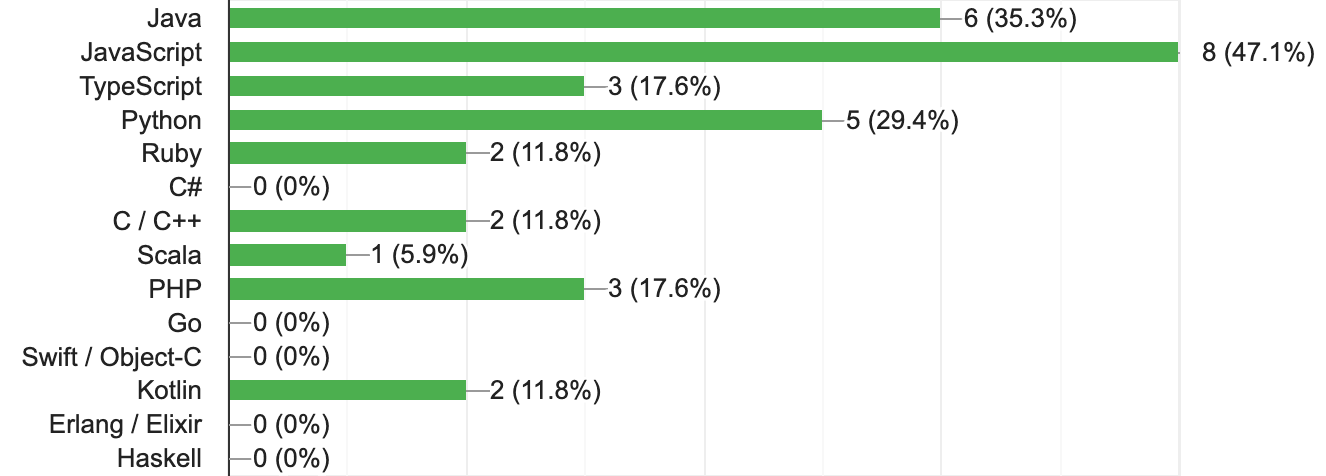 Java 6 (35.3%)
JavaScript 8 (47.1%)
TypeScript 3 (17.6%)
Python 5 (29.4%)
Ruby 2 (11.8%)
C# 0 (0%)
C / C++ 2 (11.8%)
Scala 1 (5.9%)
PHP 3 (17.6%)
Go 0 (0%)
Swift / Object-C 0 (0%)
Kotlin 2 (11.8%)
Erlang / Elixir 0 (0%)
Haskell 0 (0%)